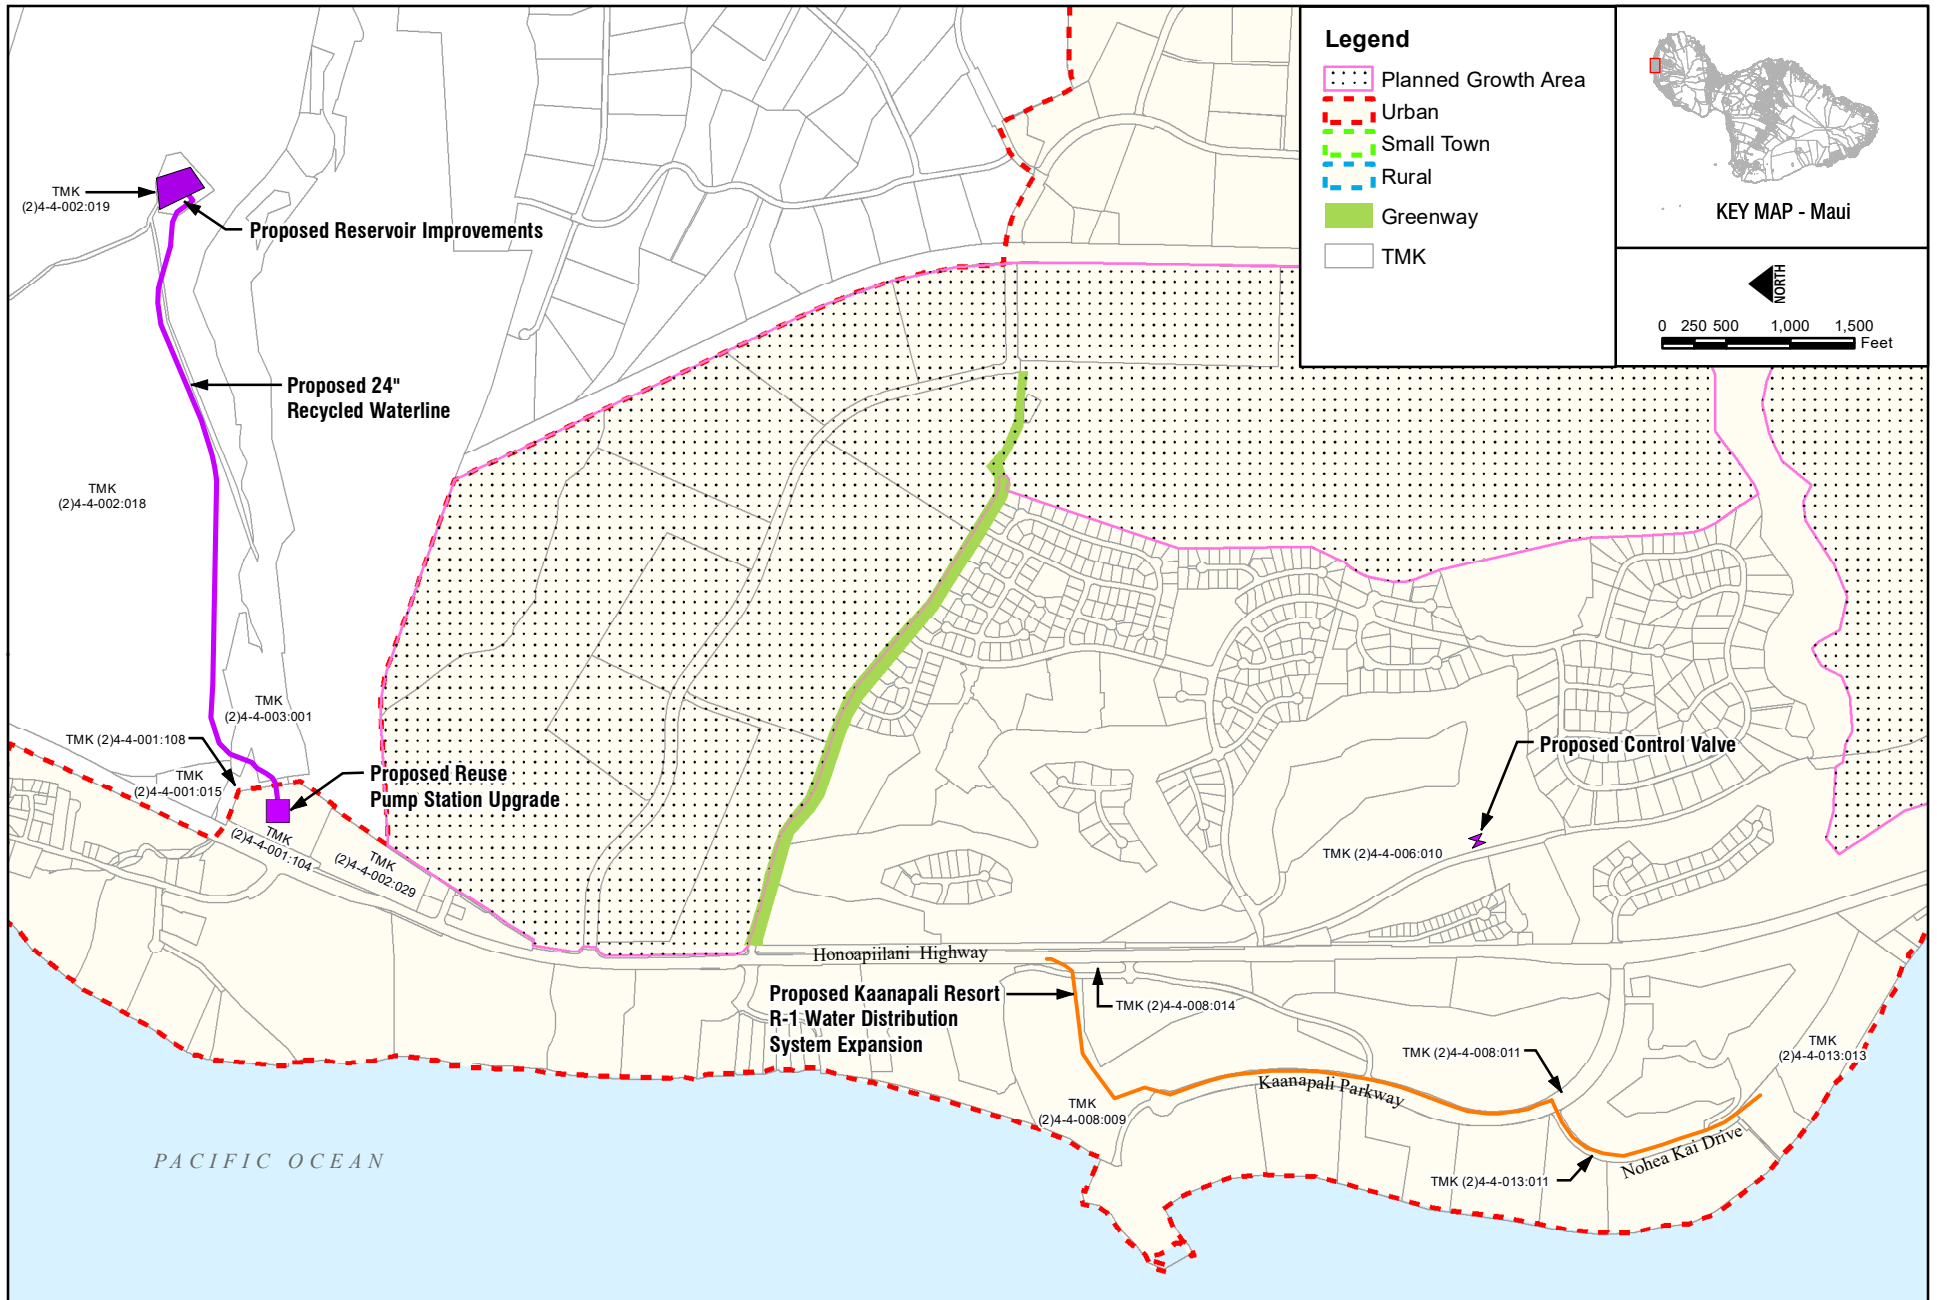 Legend
Planned Growth Area
Urban
Small Town
Rural
Greenway
TMK
KEY MAP - Maui
NORTH
0 250 500 1,000 1,500
Feet
TMK
(2)4-4-002:019
Proposed Reservoir Improvements
Proposed 24"
Recycled Waterline
TMK
(2)4-4-002:018
TMK
(2)4-4-003:001
TMK (2)4-4-001:108
TMK
(2)4-4-001:015
Proposed Reuse
Pump Station Upgrade
TMK
(2)4-4-001:104
TMK
(2)4-4-002:029
Proposed Control Valve
TMK (2)4-4-006:010
Honoapiilani Highway
Proposed Kaanapali Resort
R-1 Water Distribution
System Expansion
TMK (2)4-4-008:014
TMK (2)4-4-008:011
TMK
(2)4-4-013:013
Kaanapali Parkway
TMK
(2)4-4-008:009
Nohea Kai Drive
TMK (2)4-4-013:011
PACIFIC OCEAN